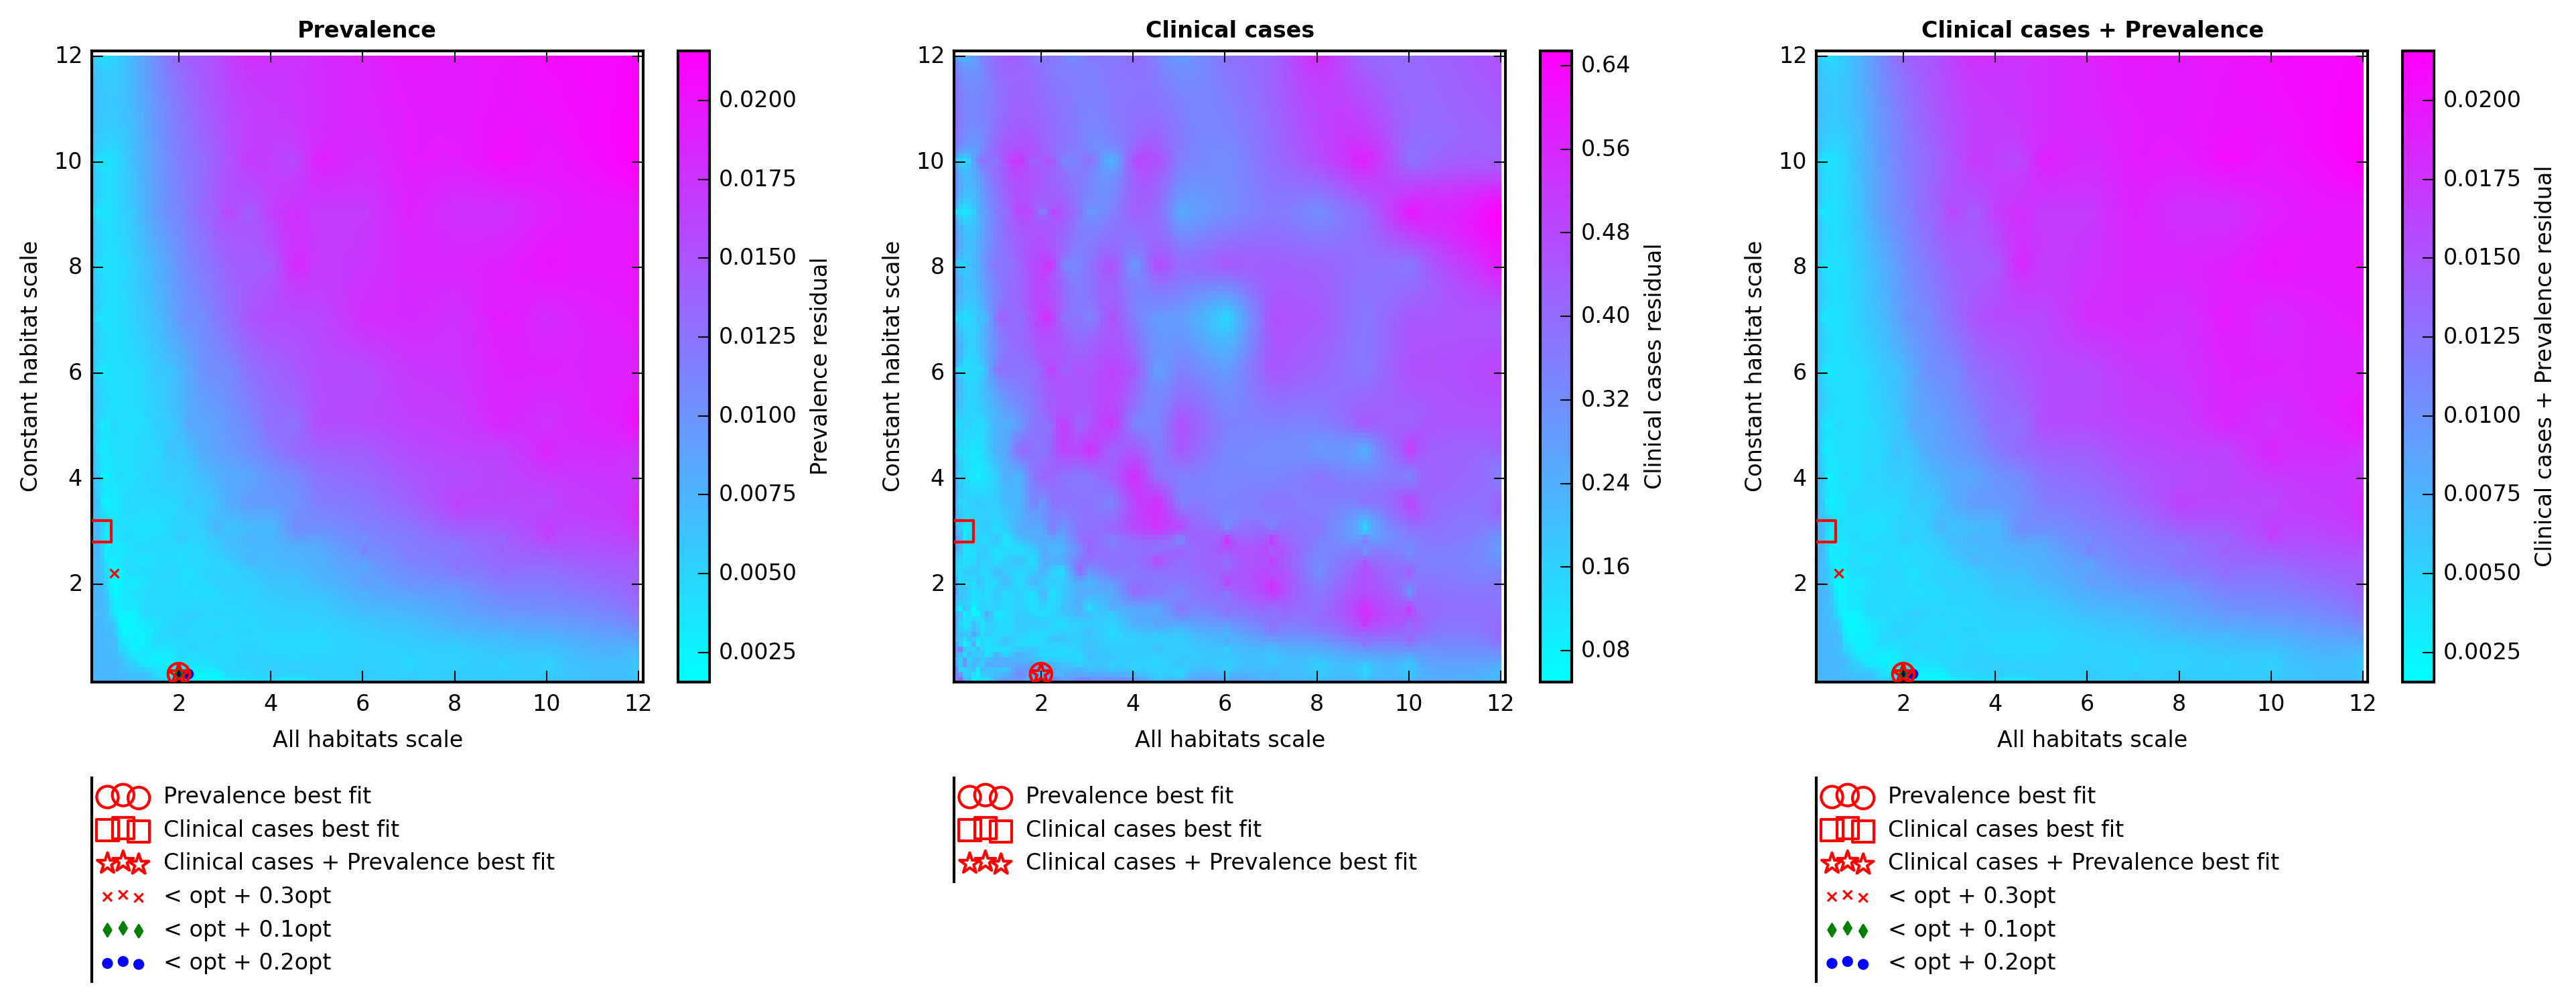 Prevalence
Clinical cases
Clinical cases + Prevalence
12
10
8
6
4
2
Constant habitat scale
2 4 6 8 10 12
All habitats scale
0.0200
0.0175
0.0150
0.0125
0.0100
0.0075
0.0050
0.0025
Prevalence residual
12
10
8
6
4
2
Constant habitat scale
2 4 6 8 10 12
All habitats scale
0.64
0.56
0.48
0.40
0.32
0.24
0.16
0.08
Clinical cases residual
12
10
8
6
4
2
Constant habitat scale
2 4 6 8 10 12
All habitats scale
0.0200
0.0175
0.0150
0.0125
0.0100
0.0075
0.0050
0.0025
Clinical cases + Prevalence residual
Prevalence best fit
Clinical cases best fit
Clinical cases + Prevalence best fit
< opt + 0.3opt
< opt + 0.1opt
< opt + 0.2opt
Prevalence best fit
Clinical cases best fit
Clinical cases + Prevalence best fit
Prevalence best fit
Clinical cases best fit
Clinical cases + Prevalence best fit
< opt + 0.3opt
< opt + 0.1opt
< opt + 0.2opt